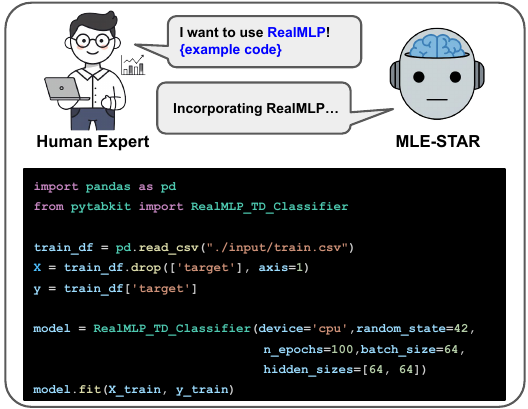 I want to use RealMLP!
{example code}
Incorporating RealMLP...
Human Expert
MLE-STAR
import pandas as pd
from pytabkit import RealMLP_TD_Classifier
train_df = pd.read_csv("./input/train.csv")
X = train_df.drop(['target'], axis=1)
y = train_df['target']
model = RealMLP_TD_Classifier(device='cpu',random_state=42,
n_epochs=100,batch_size=64,
hidden_sizes=[64, 64])
model.fit(X_train, y_train)